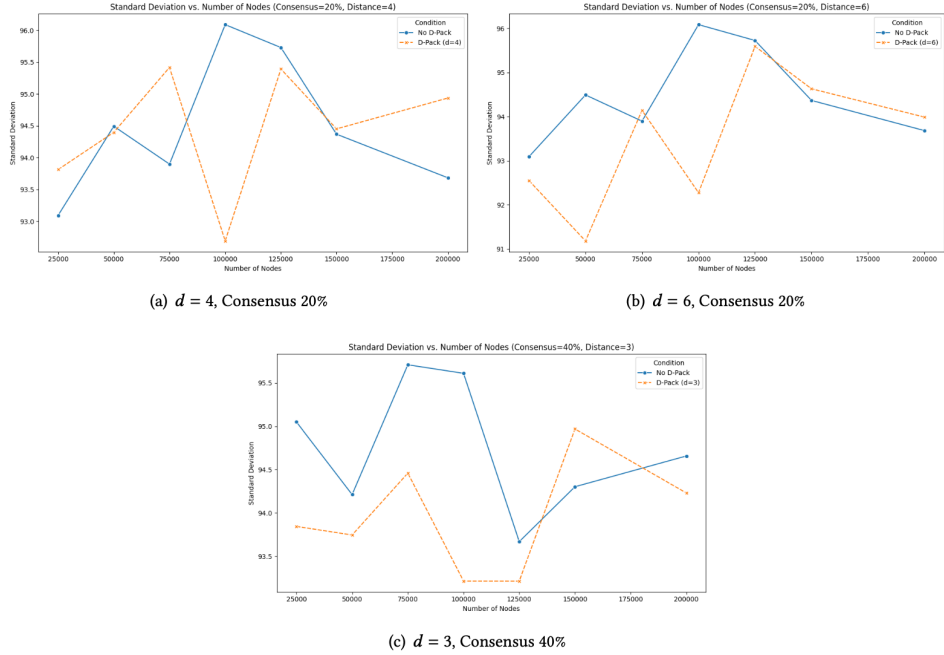 Standard Deviation vs. Number of Nodes (Consensus=20%, Distance=4)
Condition
No D-Pack
D-Pack (d=4)
96.0
95.5
95.0
94.5
94.0
93.5
93.0
Standard Deviation
25000 50000 75000 100000 125000 150000 200000
Number of Nodes
(a) d = 4, Consensus 20%
Standard Deviation vs. Number of Nodes (Consensus=20%, Distance=6)
Condition
No D-Pack
D-Pack (d=6)
96
95
94
93
92
91
Standard Deviation
25000 50000 75000 100000 125000 150000 200000
Number of Nodes
(b) d = 6, Consensus 20%
Standard Deviation vs. Number of Nodes (Consensus=40%, Distance=3)
Condition
No D-Pack
D-Pack (d=3)
95.5
95.0
94.5
94.0
93.5
Standard Deviation
25000 50000 75000 100000 125000 150000 200000
Number of Nodes
(c) d = 3, Consensus 40%